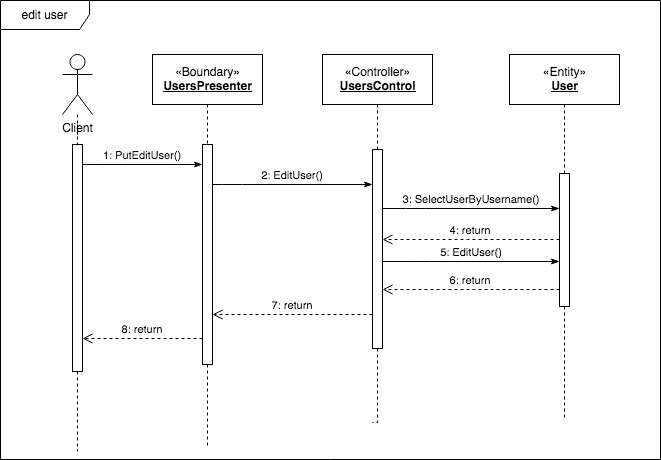 edit user
«Boundary»
UsersPresenter
«Controller»
UsersControl
«Entity»
User
Client
1: PutEditUser()
2: EditUser()
3: SelectUserByUsername()
4: return
5: EditUser()
6: return
7: return
8: return